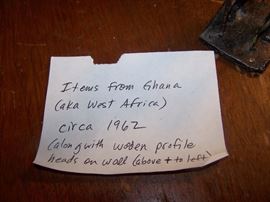 Items from Ghana
(aka West Africa)
circa 1962
(along with wooden profile
heads on wall (above + to left)